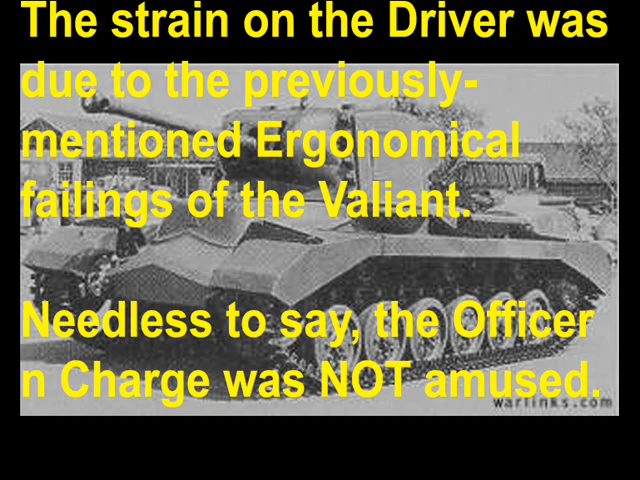 The strain on the Driver was
due to the previously-
mentioned Ergonomical
failings of the Valiant.
Needless to say, the Officer
n Charge was NOT amused.
warlinks.com